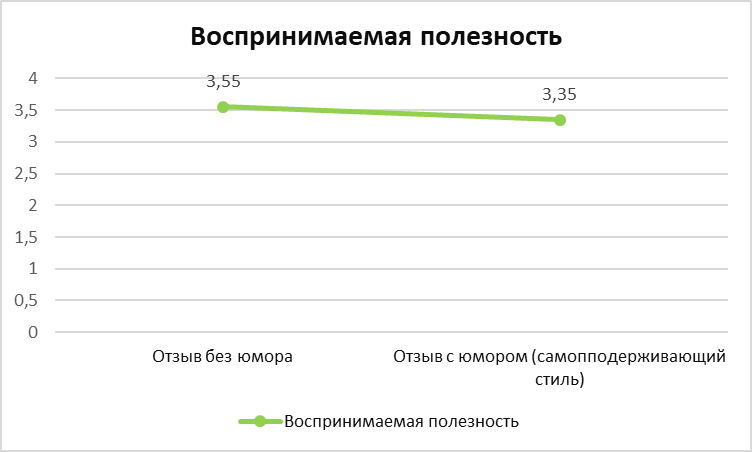 Воспринимаемая полезность
4
3,5
3
2,5
2
1,5
1
0,5
0
3,55
3,35
Отзыв без юмора
Отзыв с юмором (самопподерживающий
стиль)
Воспринимаемая полезность